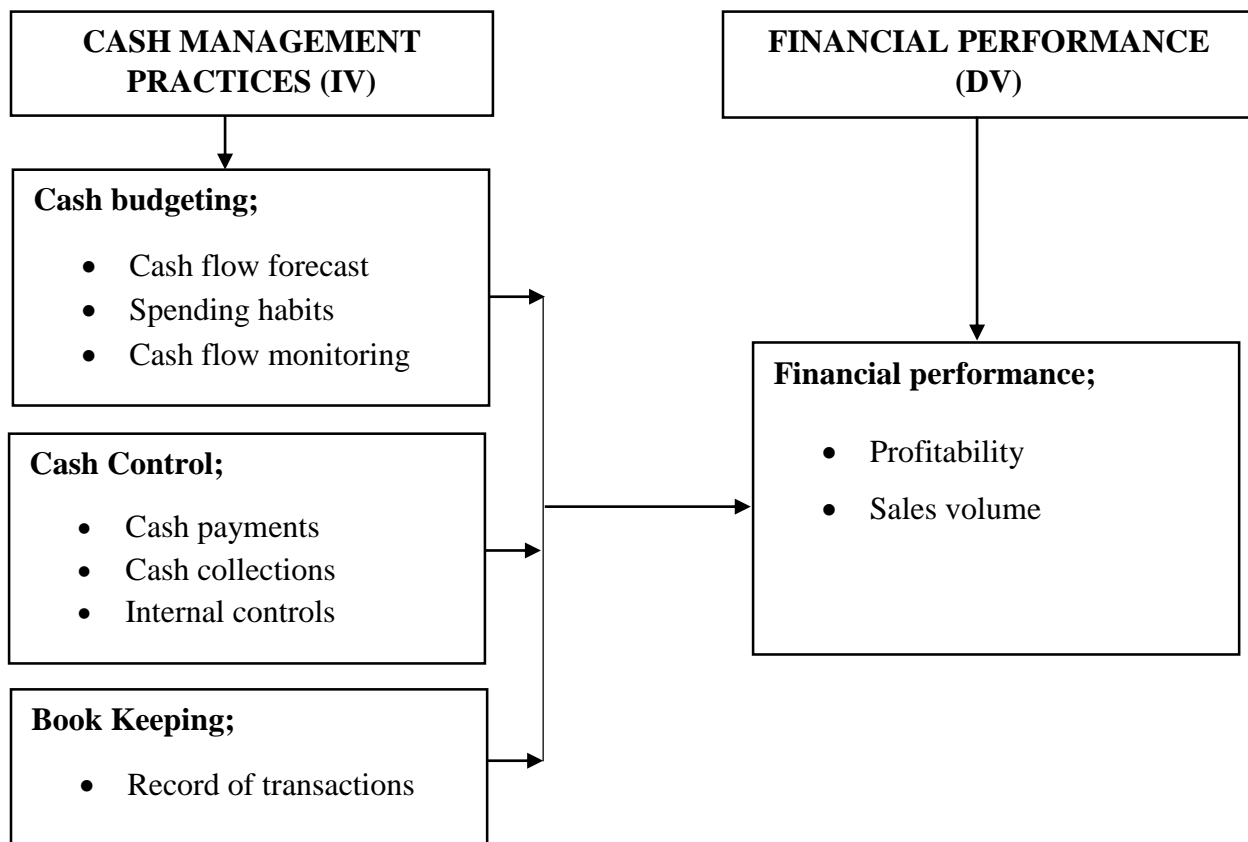 CASH MANAGEMENT
PRACTICES (IV)
FINANCIAL PERFORMANCE
(DV)
Cash budgeting;
• Cash flow forecast
• Spending habits
• Cash flow monitoring
Cash Control;
• Cash payments
• Cash collections
• Internal controls
Book Keeping;
• Record of transactions
Financial performance;
• Profitability
• Sales volume